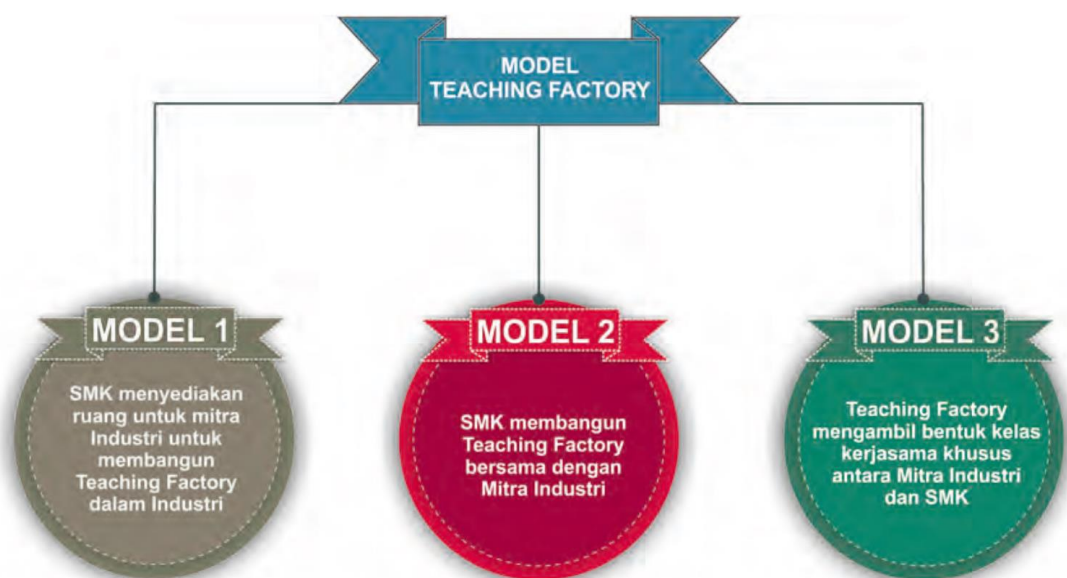 MODEL
TEACHING FACTORY
MODEL 1
SMK menyediakan
ruang untuk mitra
Industri untuk
membangun
Teaching Factory
dalam Industri
MODEL 2
SMK membangun
Teaching Factory
bersama dengan
Mitra Industri
MODEL 3
Teaching Factory
mengambil bentuk kelas
kerjasama khusus
antara Mitra Industri
dan SMK